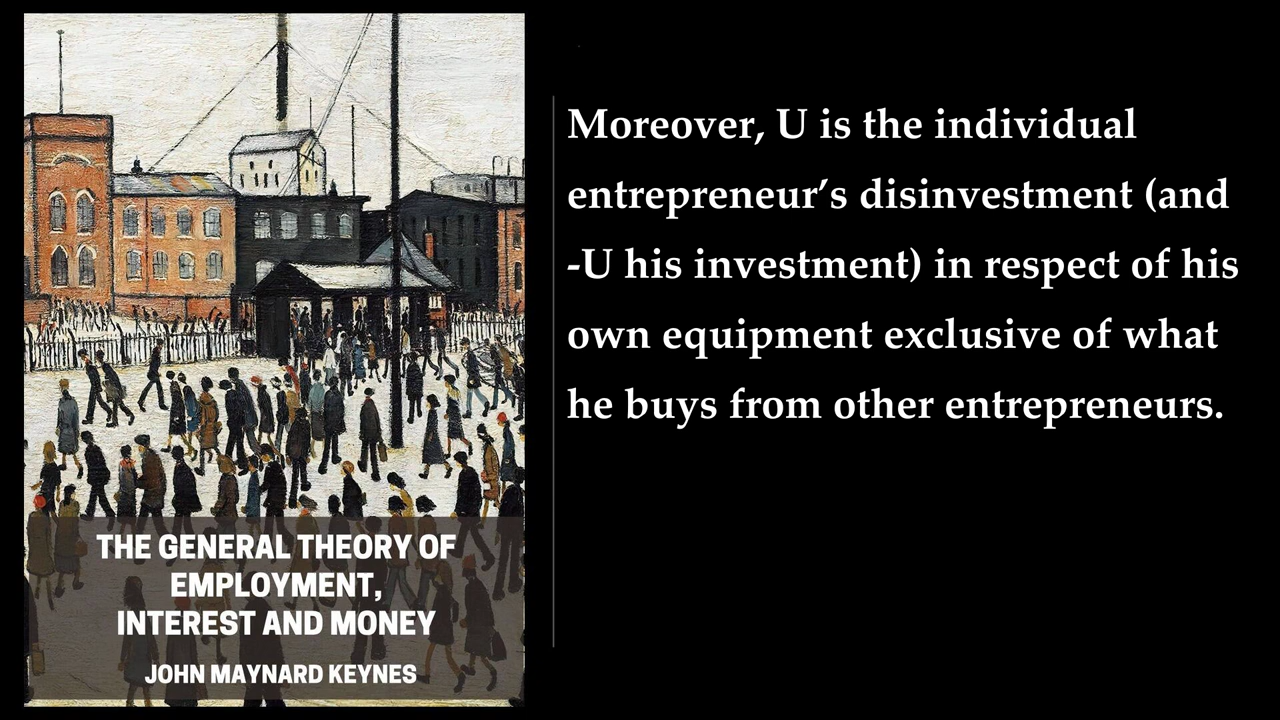 THE GENERAL THEORY OF
EMPLOYMENT,
INTEREST AND MONEY
JOHN MAYNARD KEYNES
Moreover, U is the individual
entrepreneur’s disinvestment (and
-U his investment) in respect of his
own equipment exclusive of what
he buys from other entrepreneurs.